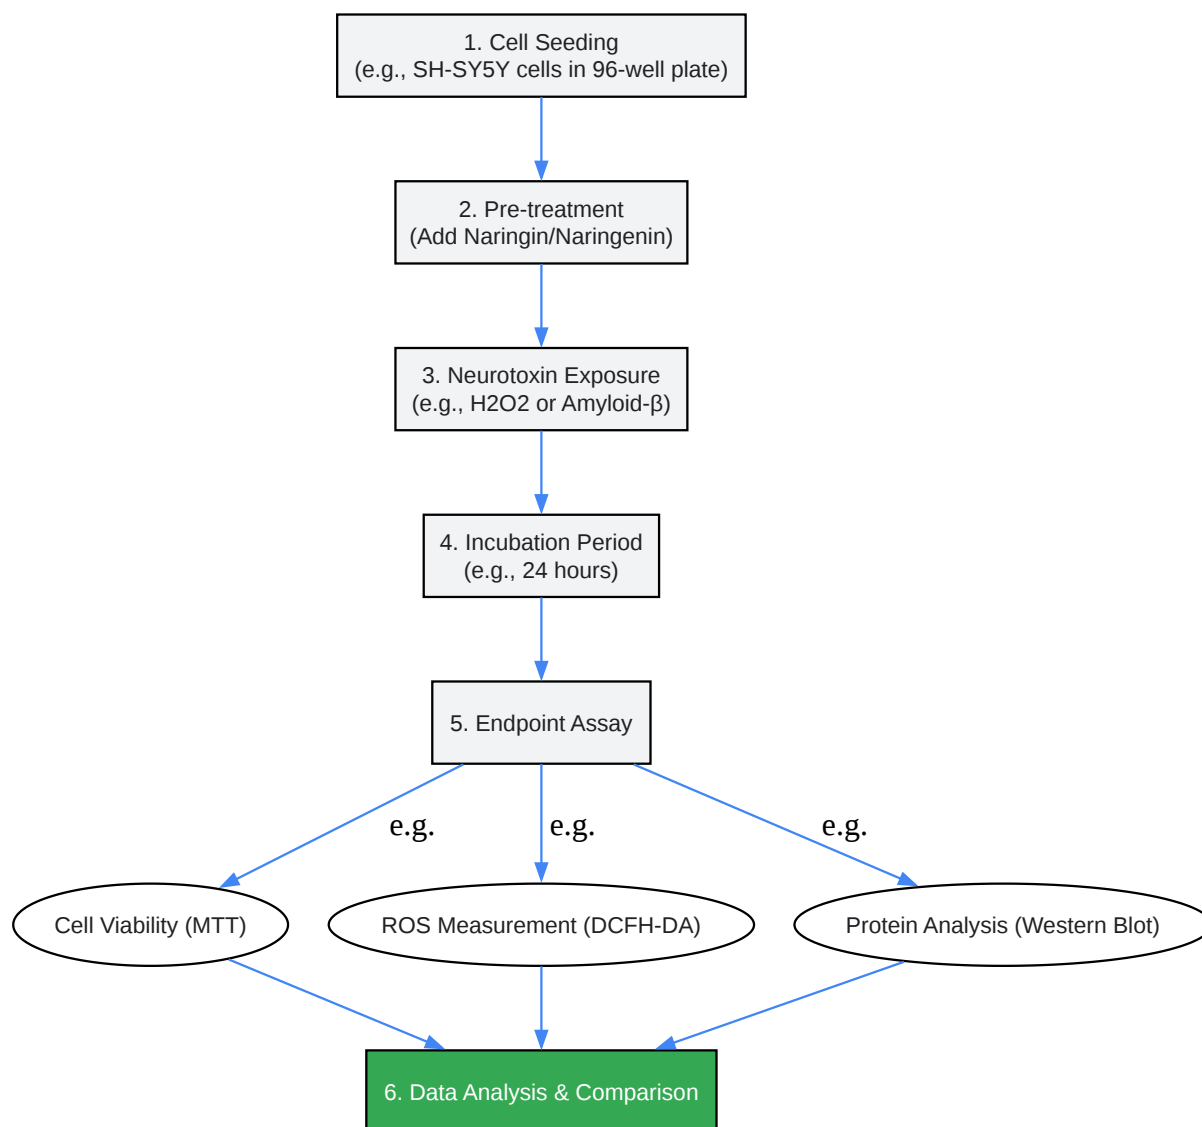 1. Cell Seeding
(e.g., SH-SY5Y cells in 96-well plate)
2. Pre-treatment
(Add Naringin/Naringenin)
3. Neurotoxin Exposure
(e.g., H2O2 or Amyloid-β)
4. Incubation Period
(e.g., 24 hours)
5. Endpoint Assay
e.g.
e.g.
e.g.
Cell Viability (MTT)
ROS Measurement (DCFH-DA)
Protein Analysis (Western Blot)
6. Data Analysis & Comparison